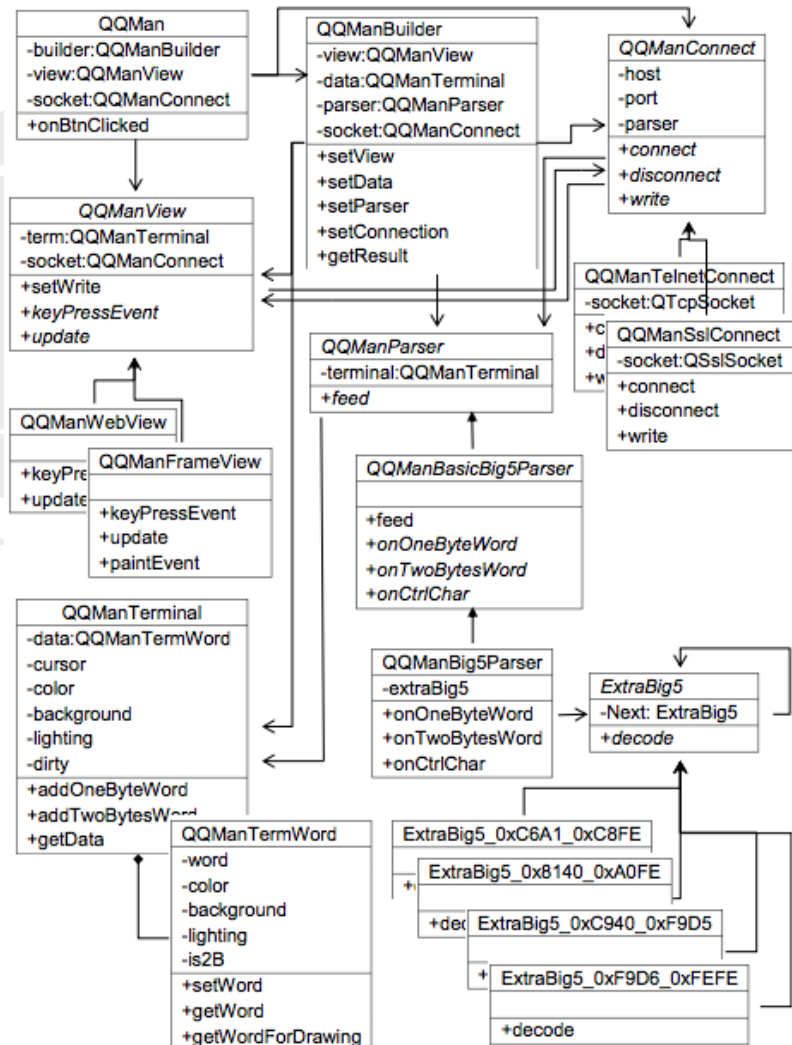 QQMan
-builder:QQManBuilder
-view:QQManView
-socket:QQManConnect
+onBtnClicked
QQManBuilder
-view:QQManView
-data:QQManTerminal
-parser:QQManParser
-socket:QQManConnect
+setView
+setData
+setParser
+setConnection
+getResult
QQManConnect
-host
-port
-parser
+connect
+disconnect
+write
QQManView
-term:QQManTerminal
-socket:QQManConnect
+setWrite
+keyPressEvent
+update
QQManTelnetConnect
-socket:QTcpSocket
+c
+d
+w
QQManSslConnect
-socket:QSslSocket
+connect
+disconnect
+write
QQManParser
-terminal:QQManTerminal
+feed
QQManWebView
+keyPre
+update
QQManFrameView
+keyPressEvent
+update
+paintEvent
QQManBasicBig5Parser
+feed
+onOneByteWord
+onTwoBytesWord
+onCtrlChar
QQManTerminal
-data:QQManTermWord
-cursor
-color
-background
-lighting
-dirty
+addOneByteWord
+addTwoBytesWord
+getData
QQManBig5Parser
-extraBig5
+onOneByteWord
+onTwoBytesWord
+onCtrlChar
ExtraBig5
-Next: ExtraBig5
+decode
QQManTermWord
-word
-color
-background
-lighting
-is2B
+setWord
+getWord
+getWordForDrawing
ExtraBig5_0xC6A1_0xC8FE
ExtraBig5_0x8140_0xA0FE
+dec
ExtraBig5_0xC940_0xF9D5
+
ExtraBig5_0xF9D6_0xFEFE
+decode